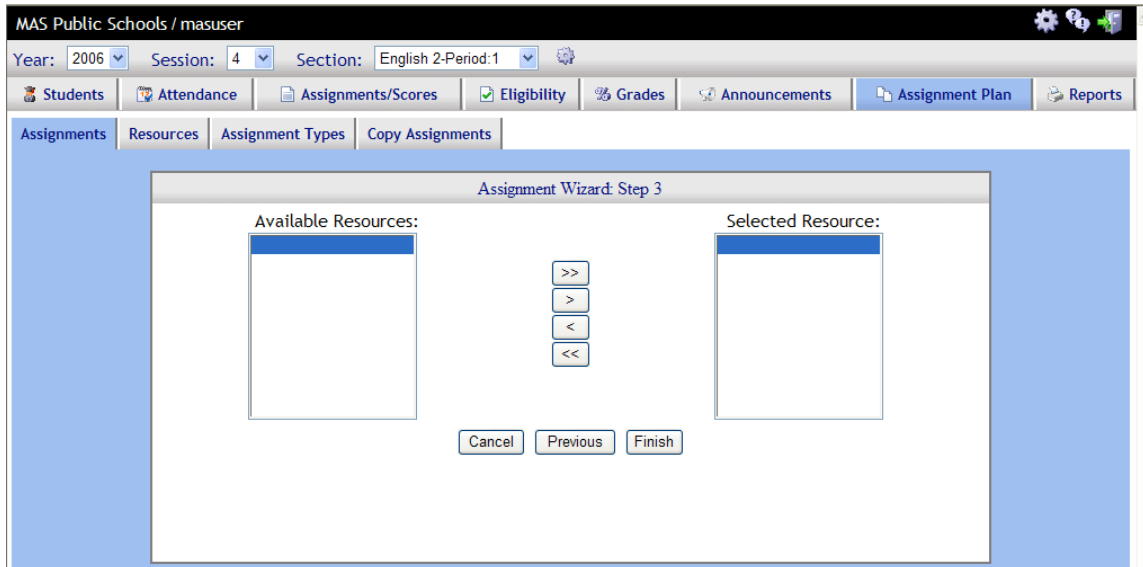 MAS Public Schools / masuser
Year: 2006 Session: 4 Section: English 2-Period:1
Students Attendance Assignments/Scores Eligibility Grades Announcements Assignment Plan Reports
Assignments Resources Assignment Types Copy Assignments
Assignment Wizard: Step 3
Available Resources: Selected Resource:
>>
>
<
<<
Cancel Previous Finish